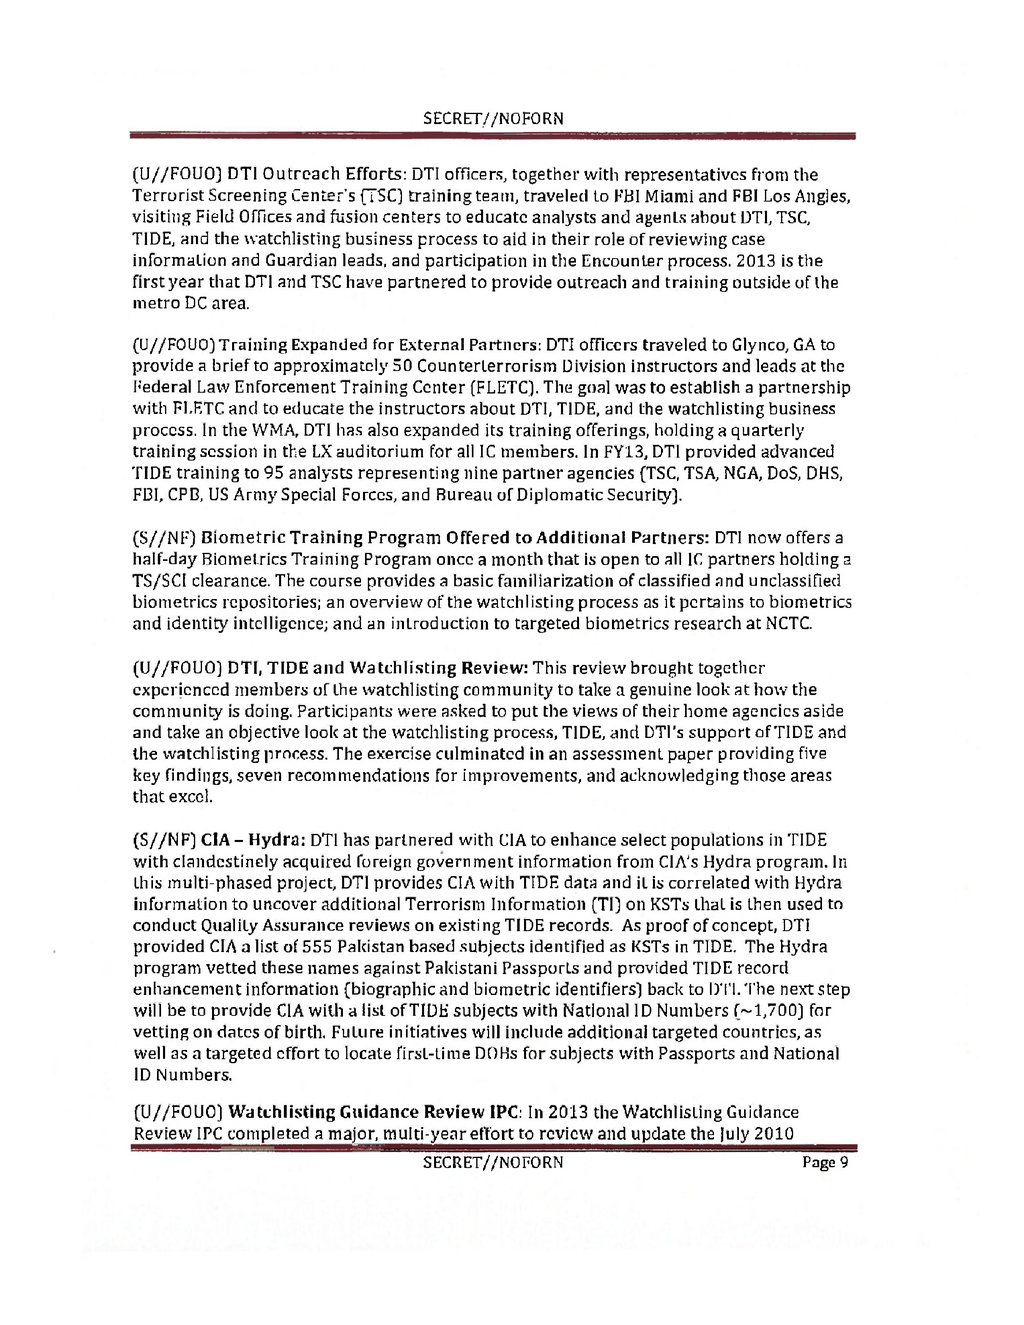 SECRET//NOFORN
(U//FOUO) DTI Outreach Efforts: DTI officers, together with representatives from the
Terrorist Screening Center's (TSC) training team, traveled to FBI Miami and FBI Los Angles,
visiting Field Offices and fusion centers to educate analysts and agents about DTI, TSC,
TIDE, and the watchlisting business process to aid in their role of reviewing case
information and Guardian leads, and participation in the Encounter process. 2013 is the
first year that DTI and TSC have partnered to provide outreach and training outside of the
metro DC area.
(U//FOUO) Training Expanded for External Partners: DTI officers traveled to Glynco, GA to
provide a brief to approximately 50 Counterterrorism Division instructors and leads at the
Federal Law Enforcement Training Center (FLETC). The goal was to establish a partnership
with FLETC and to educate the instructors about DTI, TIDE, and the watchlisting business
process. In the WMA, DTI has also expanded its training offerings, holding a quarterly
training session in the LX auditorium for all IC members. In FY13, DTI provided advanced
TIDE training to 95 analysts representing nine partner agencies (TSC, TSA, NGA, DoS, DHS,
FBI, CPB, US Army Special Forces, and Bureau of Diplomatic Security).
(S//NF) Biometric Training Program Offered to Additional Partners: DTI now offers a
half-day Biometrics Training Program once a month that is open to all IC partners holding a
TS/SCI clearance. The course provides a basic familiarization of classified and unclassified
biometrics repositories; an overview of the watchlisting process as it pertains to biometrics
and identity intelligence; and an introduction to targeted biometrics research at NCTC.
(U//FOUO) DTI, TIDE and Watchlisting Review: This review brought together
experienced members of the watchlisting community to take a genuine look at how the
community is doing. Participants were asked to put the views of their home agencies aside
and take an objective look at the watchlisting process, TIDE, and DTI's support of TIDE and
the watchlisting process. The exercise culminated in an assessment paper providing five
key findings, seven recommendations for improvements, and acknowledging those areas
that excel.
(S//NF) CIA – Hydra: DTI has partnered with CIA to enhance select populations in TIDE
with clandestinely acquired foreign government information from CIA's Hydra program. In
this multi-phased project, DTI provides CIA with TIDE data and it is correlated with Hydra
information to uncover additional Terrorism Information (TI) on KSTs that is then used to
conduct Quality Assurance reviews on existing TIDE records. As proof of concept, DTI
provided CIA a list of 555 Pakistan based subjects identified as KSTs in TIDE. The Hydra
program vetted these names against Pakistani Passports and provided TIDE record
enhancement information (biographic and biometric identifiers) back to DTI. The next step
will be to provide CIA with a list of TIDE subjects with National ID Numbers (~1,700) for
vetting on dates of birth. Future initiatives will include additional targeted countries, as
well as a targeted effort to locate first-time DOBs for subjects with Passports and National
ID Numbers.
(U//FOUO) Watchlisting Guidance Review IPC: In 2013 the Watchlisting Guidance
Review IPC completed a major, multi-year effort to review and update the July 2010
SECRET//NOFORN Page 9